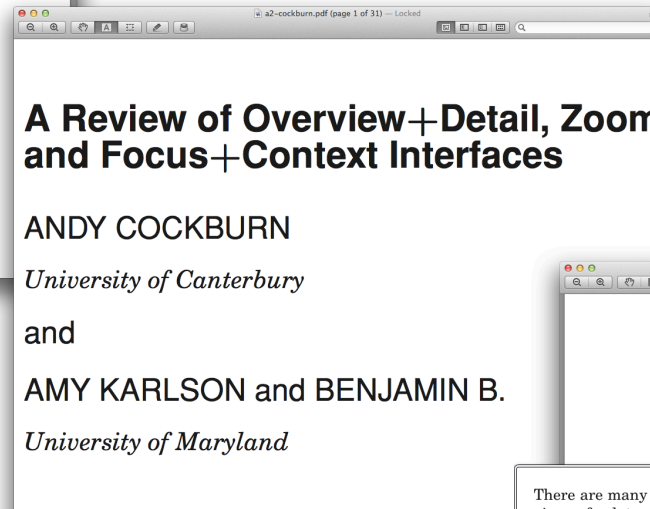 a2-cockburn.pdf (page 1 of 31) — Locked
A Review of Overview+Detail, Zoom
and Focus+Context Interfaces
ANDY COCKBURN
University of Canterbury
and
AMY KARLSON and BENJAMIN B.
University of Maryland
There are many